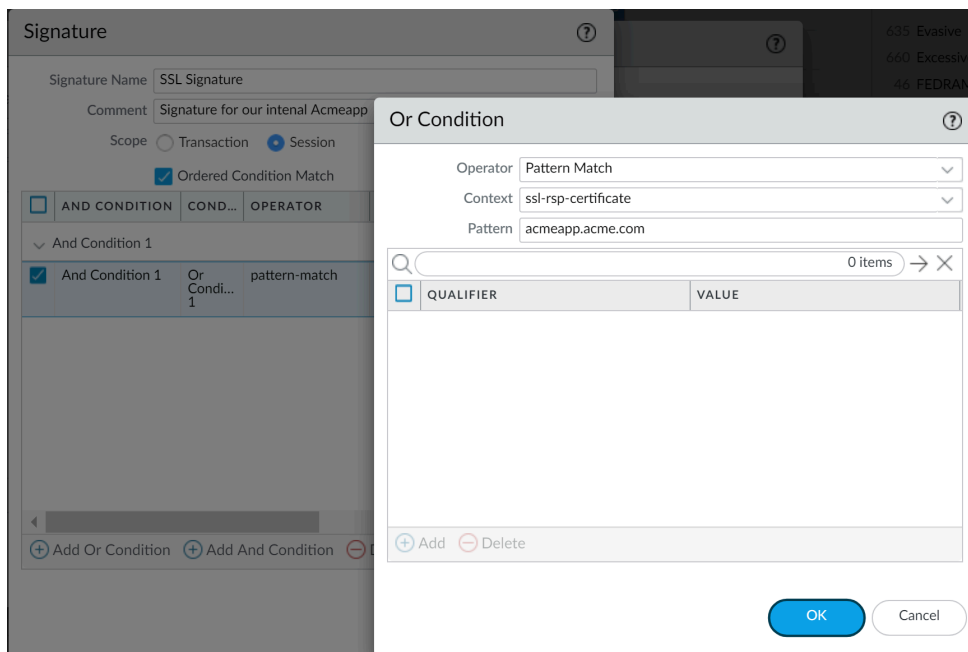 Signature
635 Evasive
660 Excessiv
46 FEDRAN
Signature Name SSL Signature
Comment Signature for our intenal Acmeapp
Scope Transaction Session
Ordered Condition Match
AND CONDITION COND... OPERATOR
And Condition 1
And Condition 1 Or Condi... 1 pattern-match
Add Or Condition Add And Condition D
Or Condition
Operator Pattern Match
Context ssl-rsp-certificate
Pattern acmeapp.acme.com
0 items
QUALIFIER VALUE
Add Delete
OK Cancel